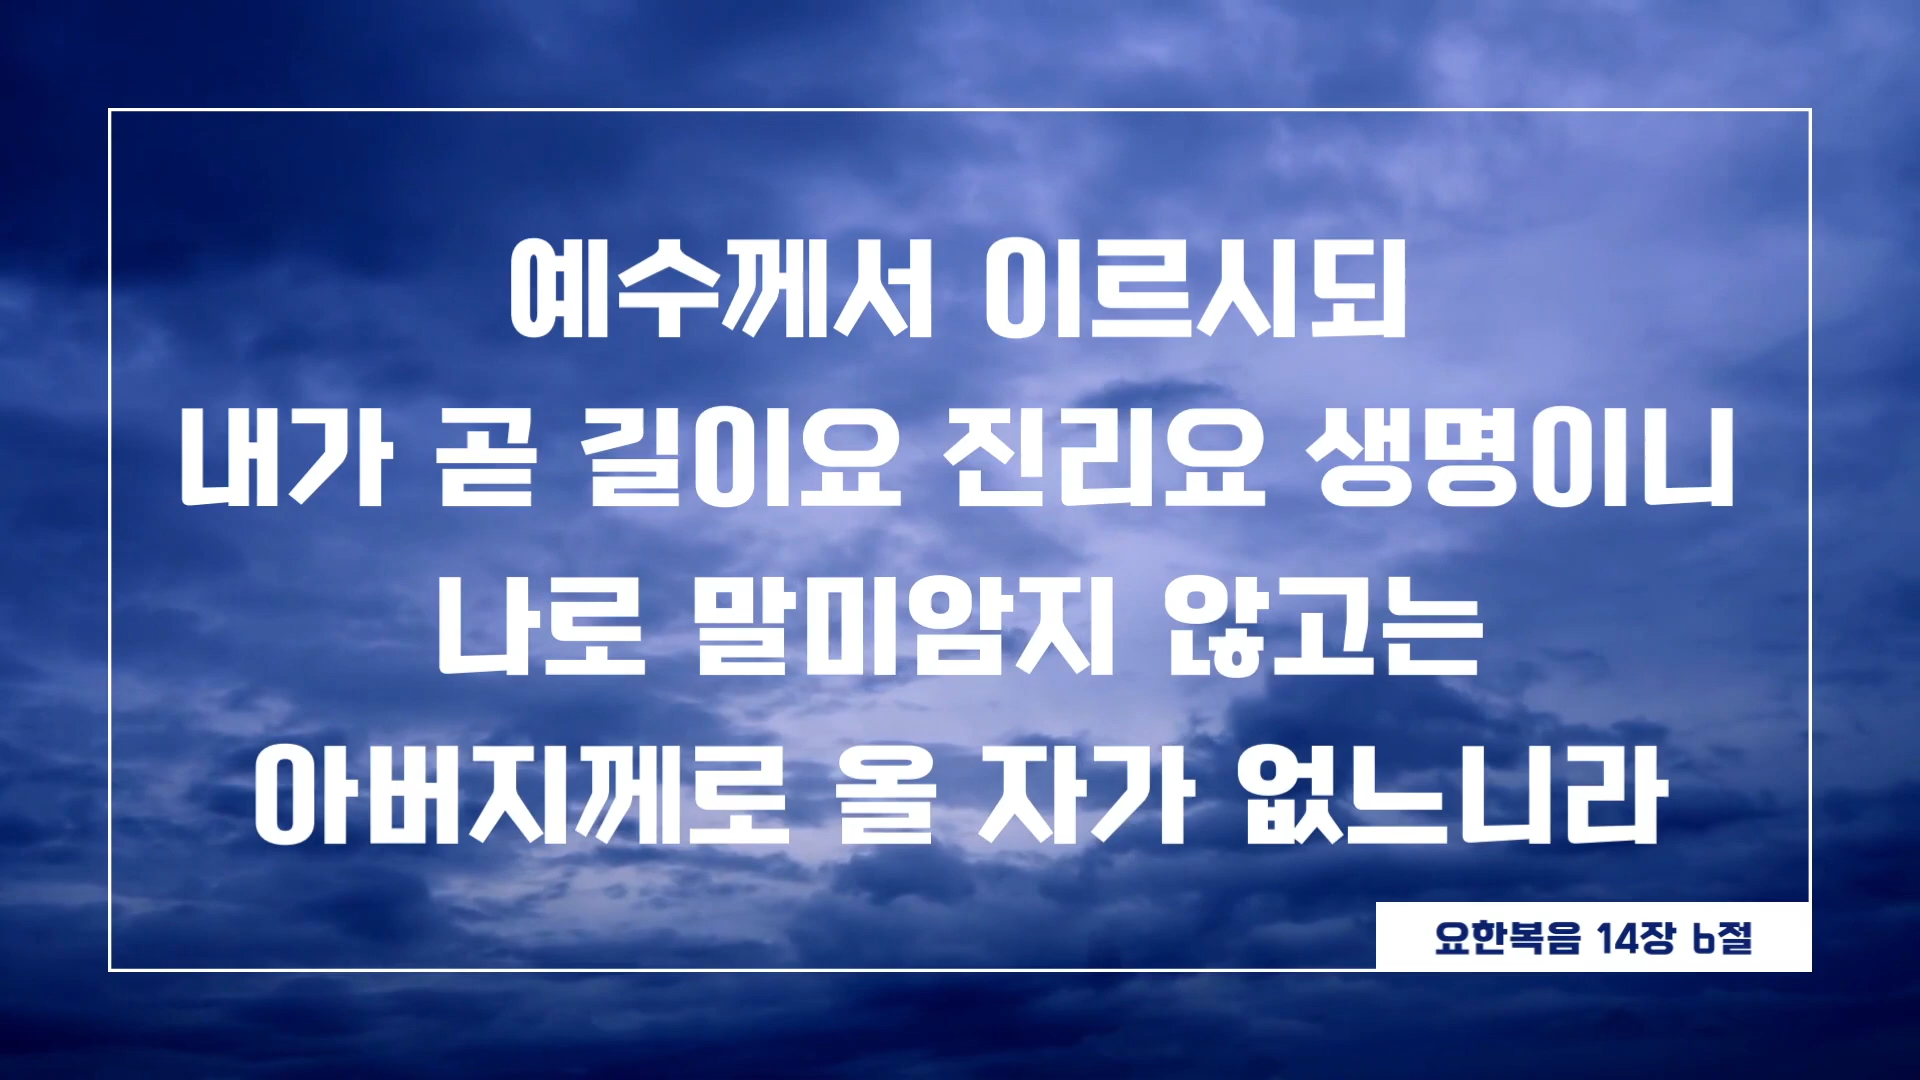 예수께서 이르시되
내가 곧 길이요 진리요 생명이니
나로 말미암지 않고는
아버지께로 올 자가 없느니라
요한복음 14장 6절